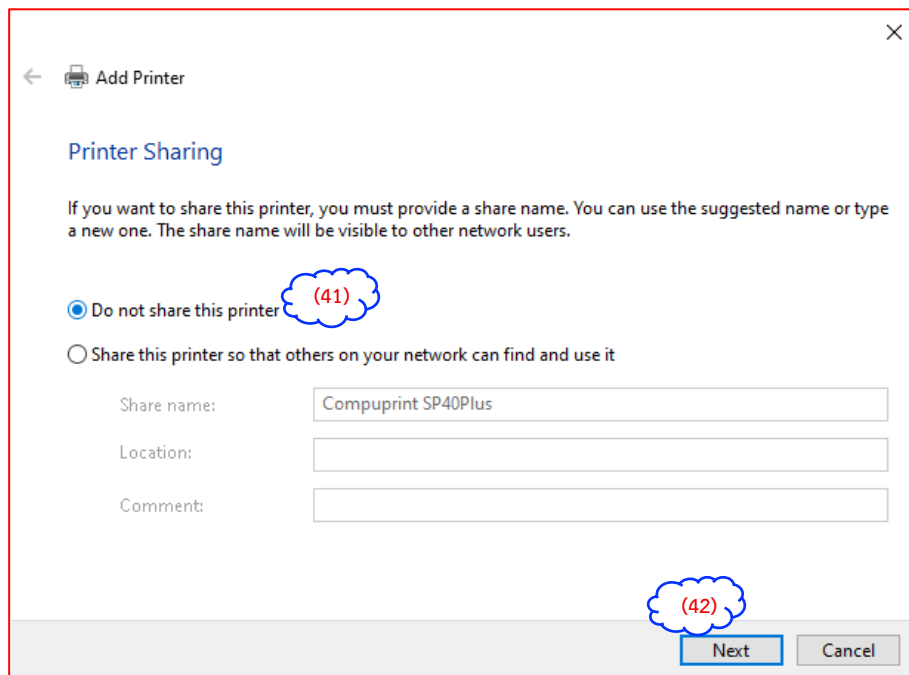 Add Printer
Printer Sharing
If you want to share this printer, you must provide a share name. You can use the suggested name or type
a new one. The share name will be visible to other network users.
(41)
Do not share this printer
Share this printer so that others on your network can find and use it
Share name: Compuprint SP40Plus
Location:
Comment:
(42)
Next Cancel